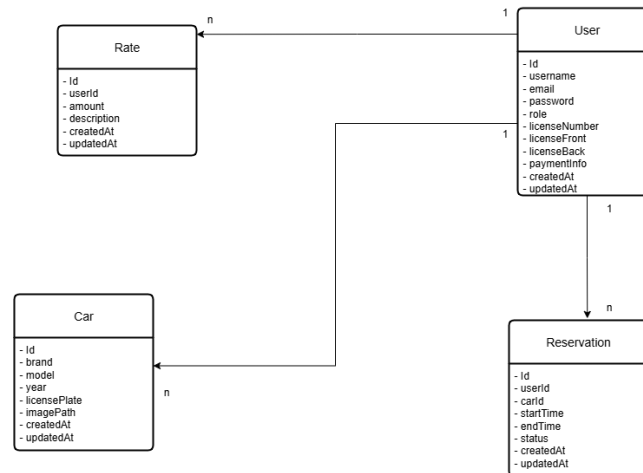 n
1
Rate
- Id
- userId
- amount
- description
- createdAt
- updatedAt
User
- Id
- username
- email
- password
- role
- licenseNumber
- licenseFront
- licenseBack
- paymentInfo
- createdAt
- updatedAt
1
1
n
Car
- Id
- brand
- model
- year
- licensePlate
- imagePath
- createdAt
- updatedAt
n
Reservation
- Id
- userId
- carId
- startTime
- endTime
- status
- createdAt
- updatedAt